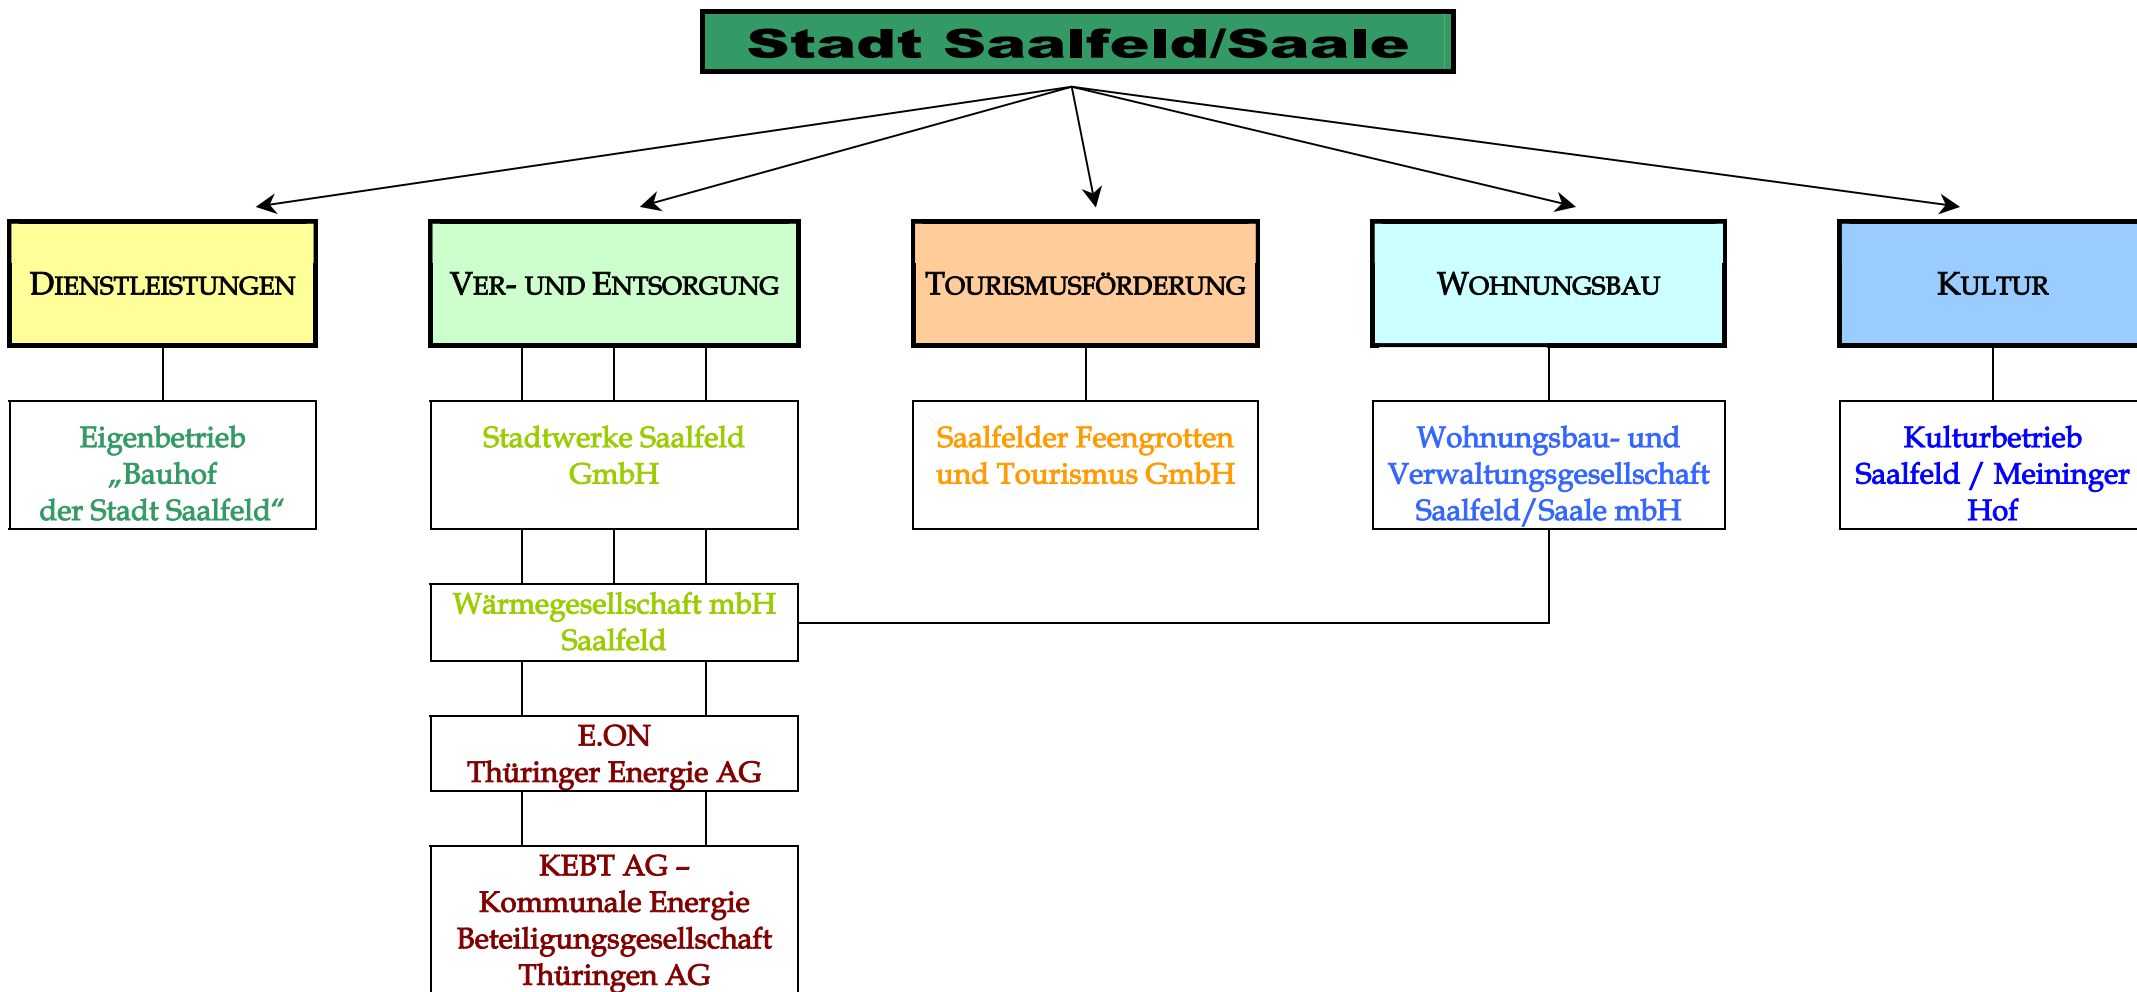 Stadt Saalfeld/Saale
DIENSTLEISTUNGEN
VER- UND ENTSORGUNG
TOURISMUSFÖRDERUNG
WOHNUNGSBAU
KULTUR
Eigenbetrieb
„Bauhof
der Stadt Saalfeld“
Stadtwerke Saalfeld
GmbH
Saalfelder Feengrotten
und Tourismus GmbH
Wohnungsbau- und
Verwaltungsgesellschaft
Saalfeld/Saale mbH
Kulturbetrieb
Saalfeld / Meininger
Hof
Wärmegesellschaft mbH
Saalfeld
E.ON
Thüringer Energie AG
KEBT AG –
Kommunale Energie
Beteiligungsgesellschaft
Thüringen AG